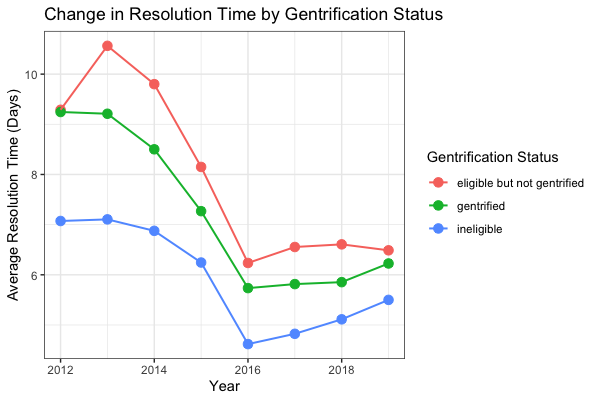 Change in Resolution Time by Gentrification Status
Average Resolution Time (Days)
10
8
6
2012
2014
2016
2018
Year
Gentrification Status
eligible but not gentrified
gentrified
ineligible